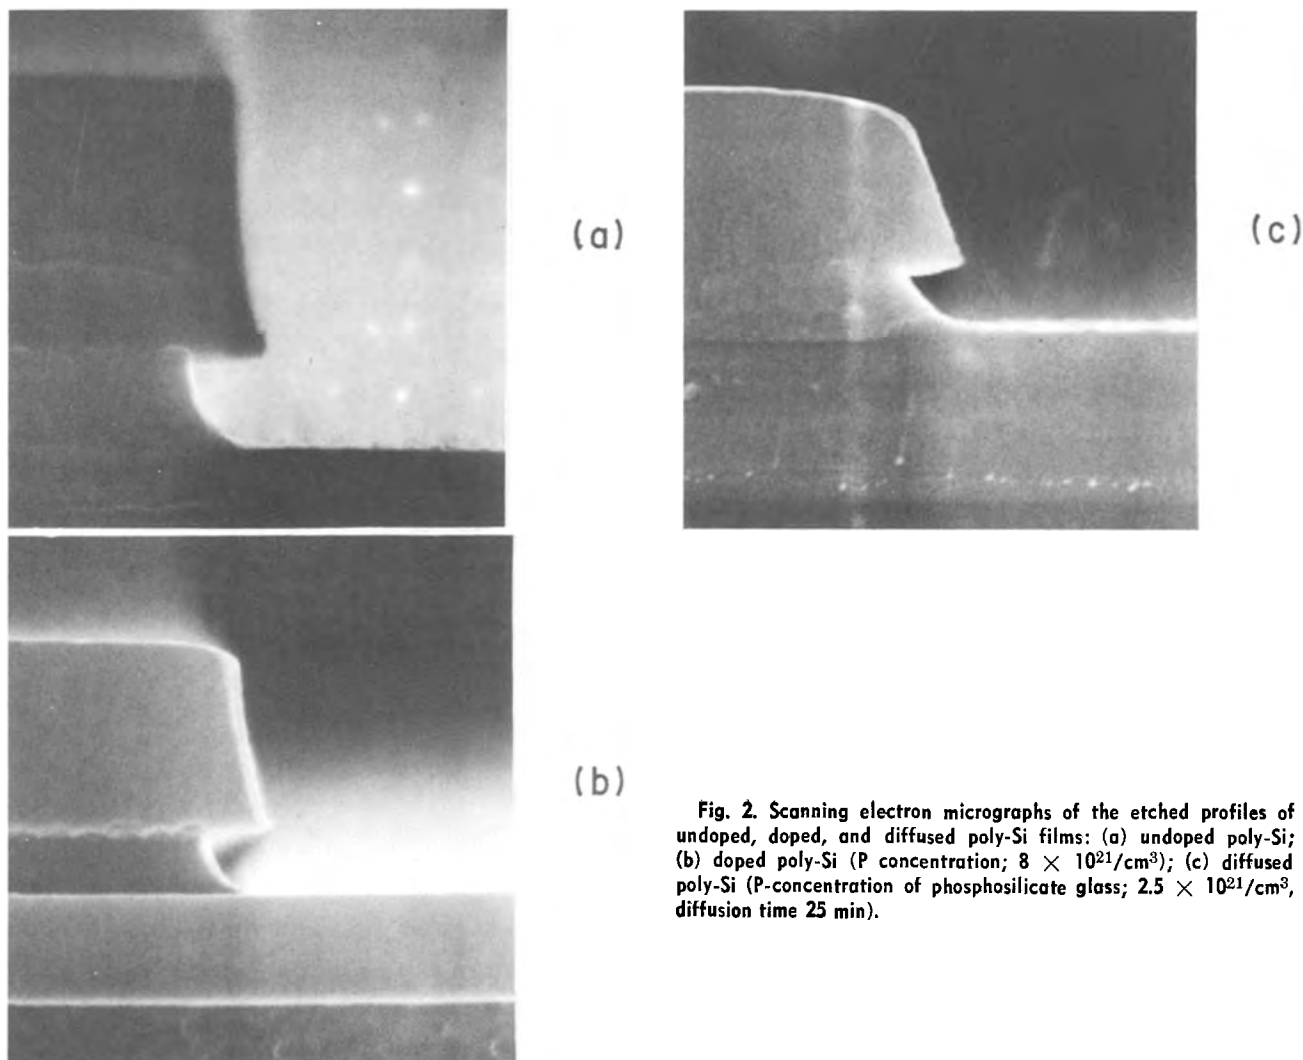 (a)
(c)
(b)
Fig. 2. Scanning electron micrographs of the etched profiles of
undoped, doped, and diffused poly-Si films: (a) undoped poly-Si;
(b) doped poly-Si (P concentration; 8 × 10²¹/cm³); (c) diffused
poly-Si (P-concentration of phosphosilicate glass; 2.5 × 10²¹/cm³,
diffusion time 25 min).